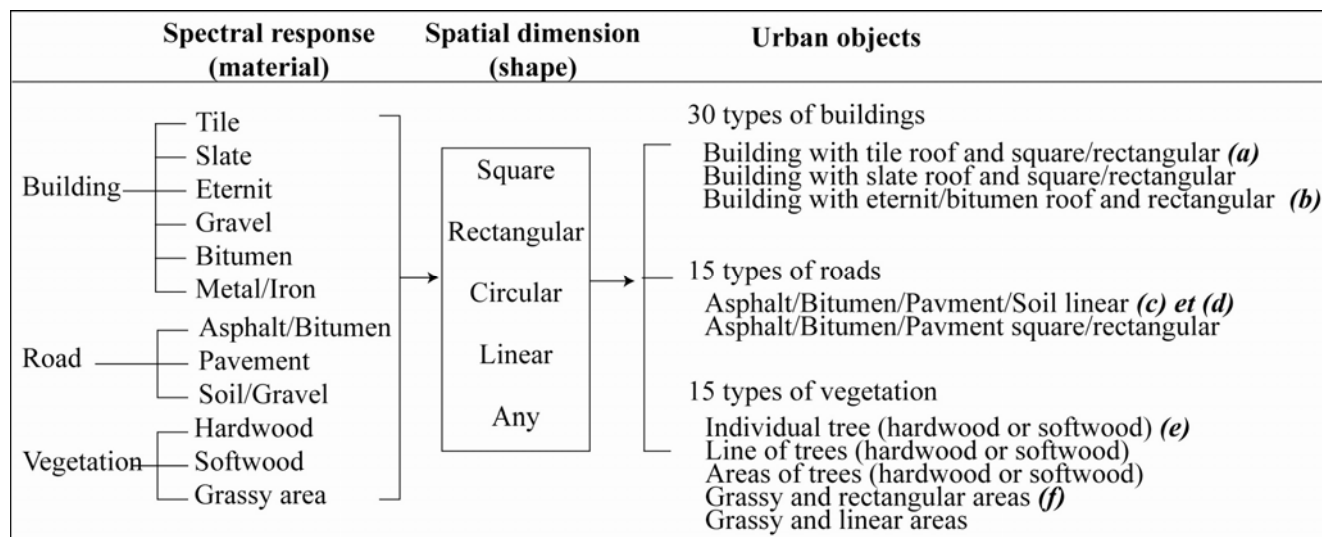 Spectral response
(material)
Spatial dimension
(shape)
Urban objects
Building
Tile
Slate
Eternit
Gravel
Bitumen
Metal/Iron
Road
Asphalt/Bitumen
Pavement
Soil/Gravel
Vegetation
Hardwood
Softwood
Grassy area
Square
Rectangular
Circular
Linear
Any
30 types of buildings
Building with tile roof and square/rectangular (a)
Building with slate roof and square/rectangular
Building with eternit/bitumen roof and rectangular (b)
15 types of roads
Asphalt/Bitumen/Pavment/Soil linear (c) et (d)
Asphalt/Bitumen/Pavment square/rectangular
15 types of vegetation
Individual tree (hardwood or softwood) (e)
Line of trees (hardwood or softwood)
Areas of trees (hardwood or softwood)
Grassy and rectangular areas (f)
Grassy and linear areas